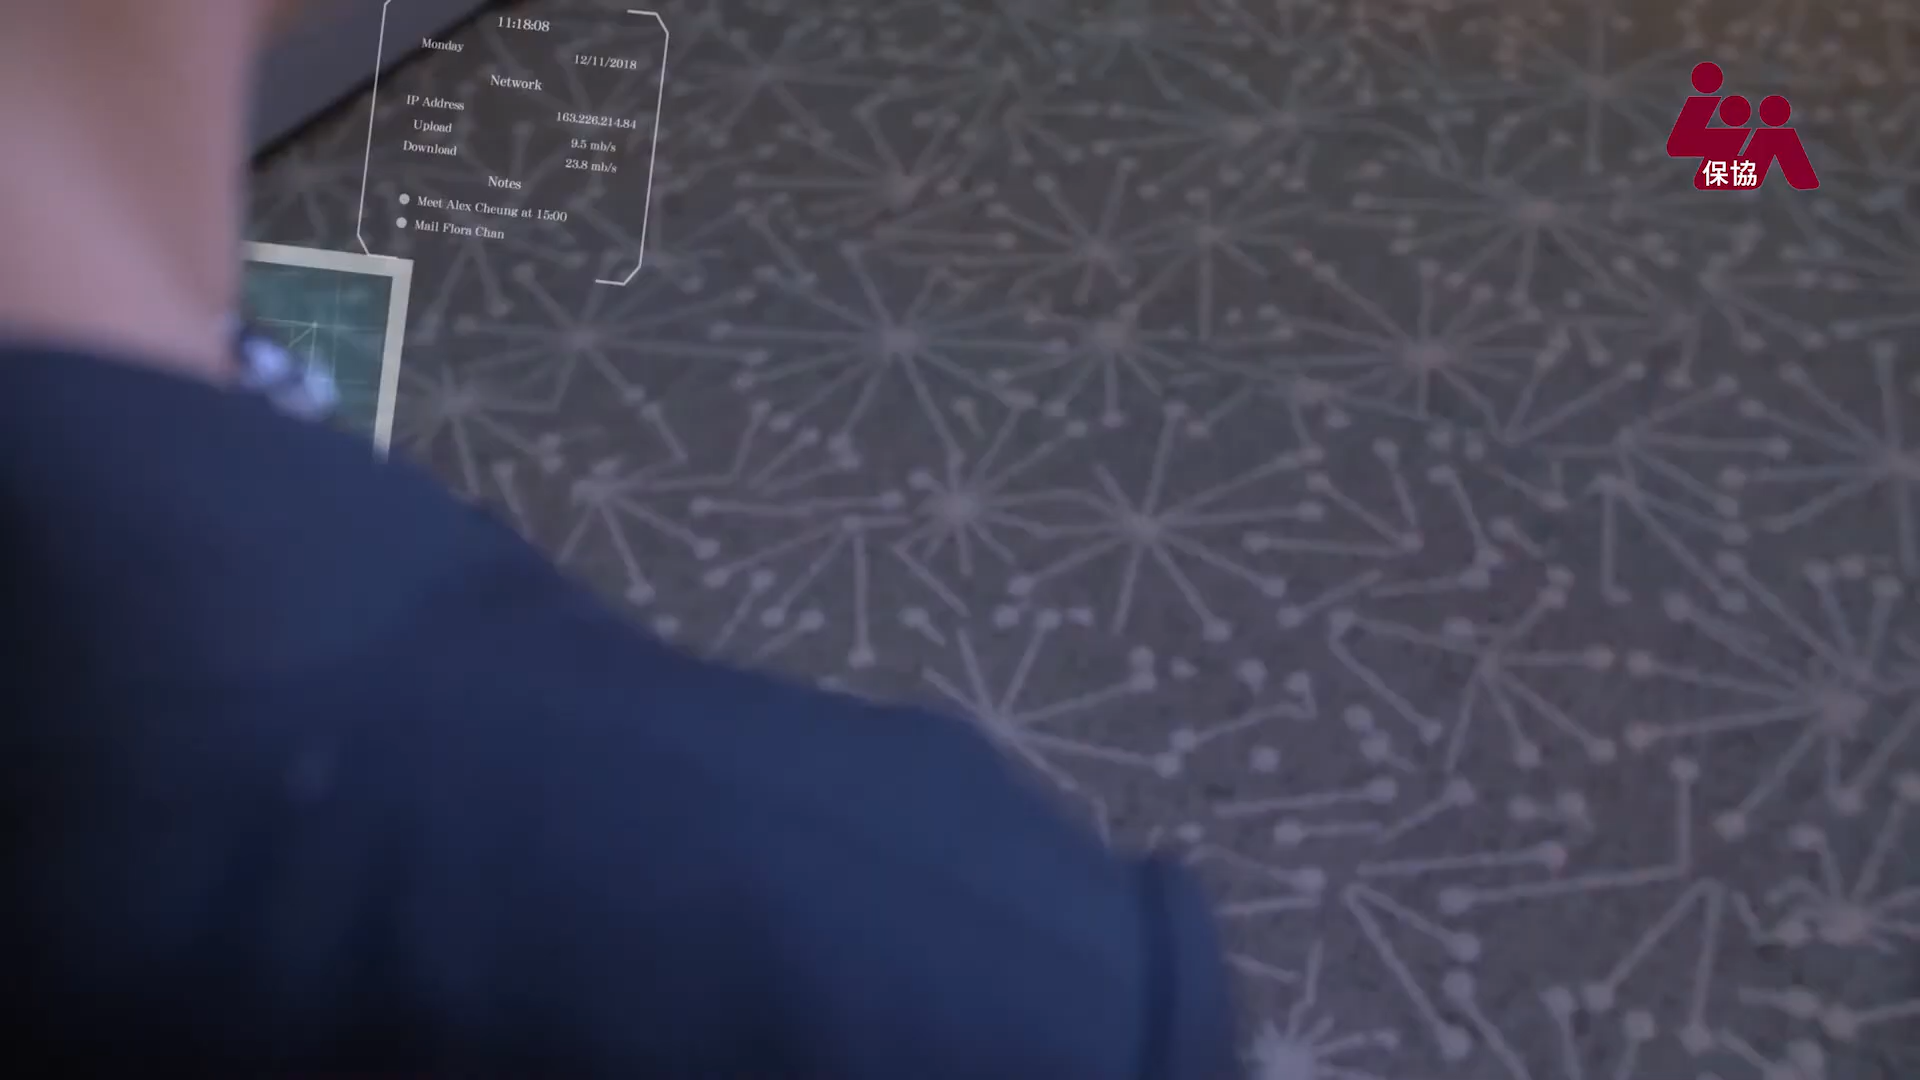 11:18:08
Monday
12/11/2018
Network
IP Address
163.226.214.84
Upload
9.5 mb/s
Download
23.8 mb/s
Notes
Meet Alex Cheung at 15:00
Mail Flora Chan
保協